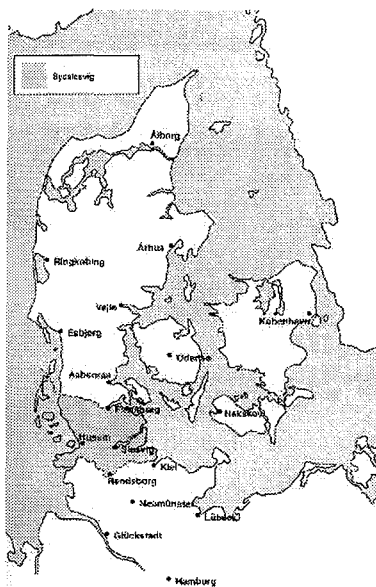 Sydslesvig
Ålborg
Århus
Ringkøbing
Vejle
København
Esbjerg
Odense
Aabenraa
Flensborg
Nakskov
Husum
Slesvig
Kiel
Rendsborg
Neumünster
Lübeck
Glückstadt
Hamburg